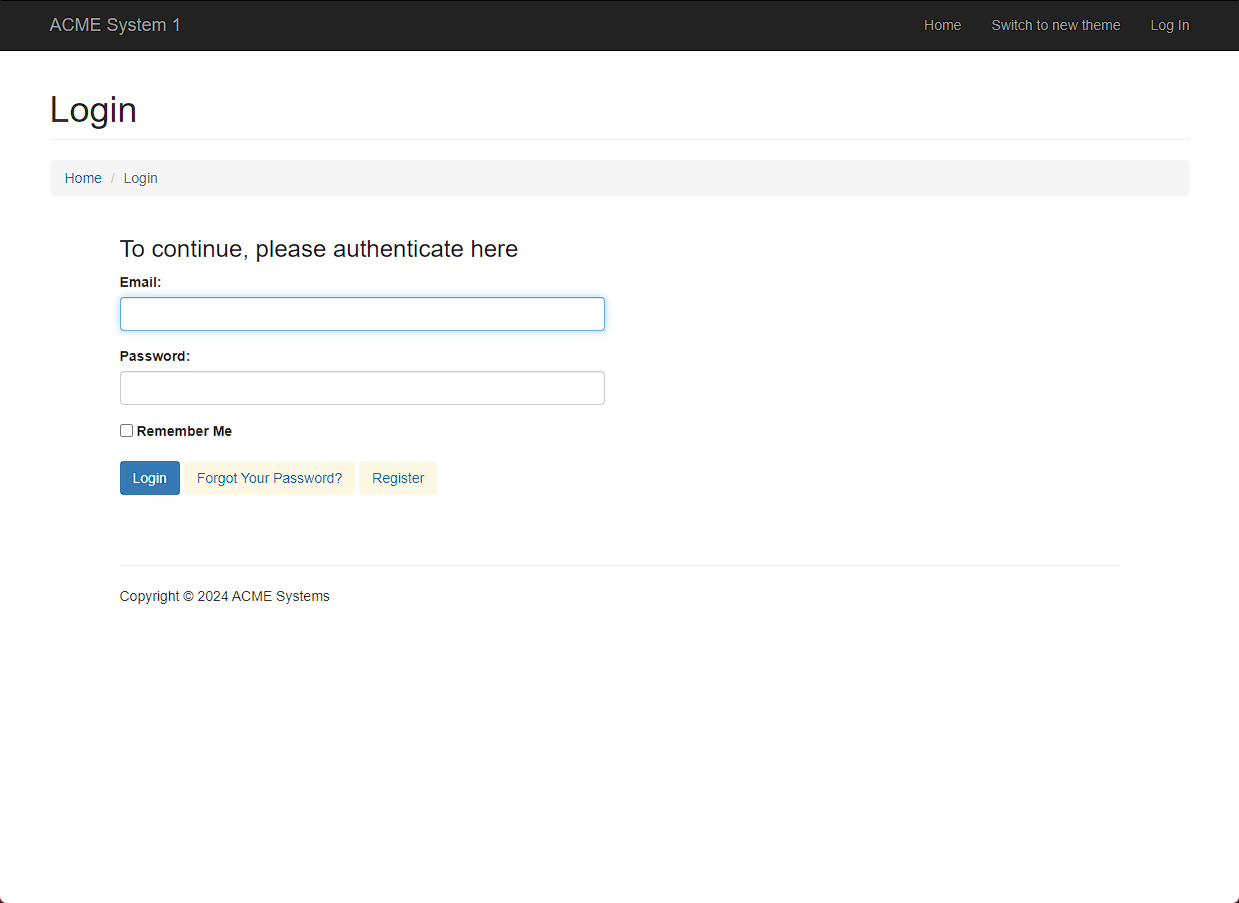 ACME System 1 Home Switch to new theme Log In
Login
Home / Login
To continue, please authenticate here
Email:
Password:
Remember Me
Login Forgot Your Password? Register
Copyright © 2024 ACME Systems